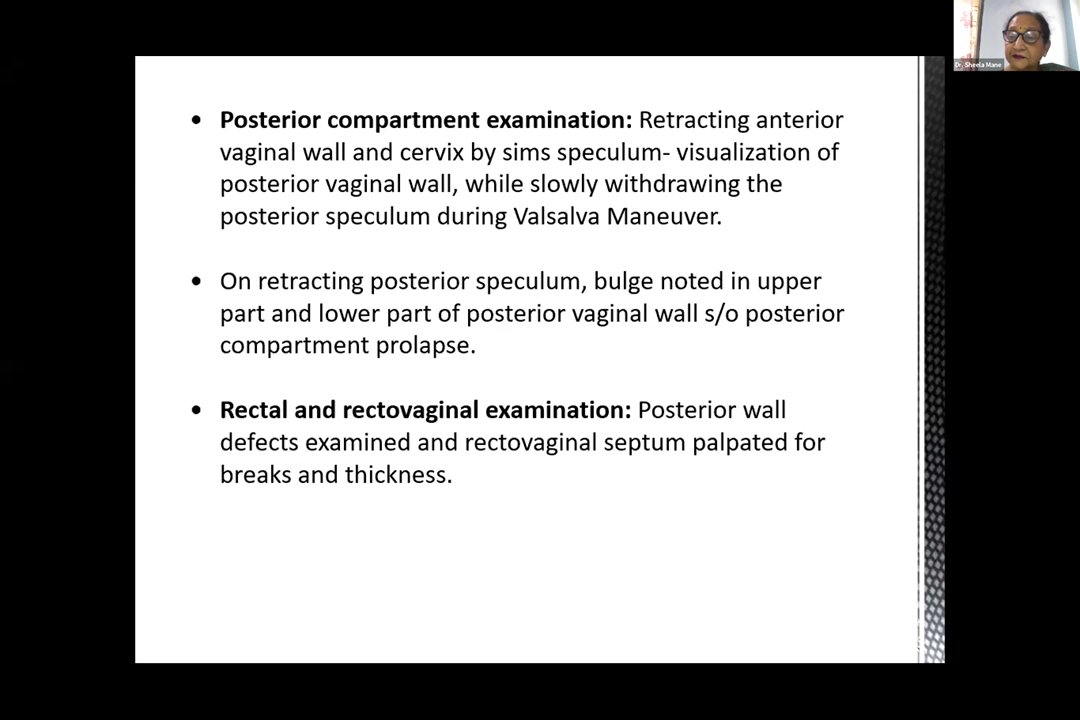 Dr. Sheela Mane
• Posterior compartment examination: Retracting anterior
vaginal wall and cervix by sims speculum- visualization of
posterior vaginal wall, while slowly withdrawing the
posterior speculum during Valsalva Maneuver.
• On retracting posterior speculum, bulge noted in upper
part and lower part of posterior vaginal wall s/o posterior
compartment prolapse.
• Rectal and rectovaginal examination: Posterior wall
defects examined and rectovaginal septum palpated for
breaks and thickness.